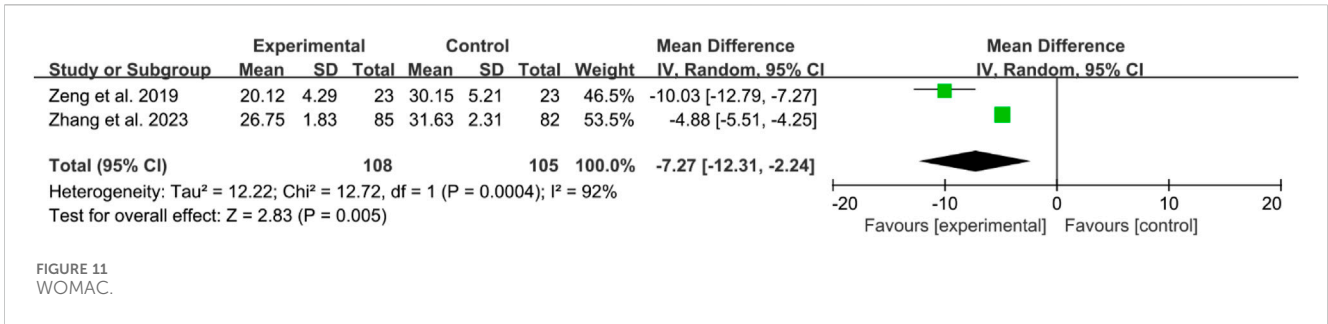 Experimental Control Mean Difference Mean Difference
Study or Subgroup Mean SD Total Mean SD Total Weight IV, Random, 95% CI IV, Random, 95% CI
Zeng et al. 2019 20.12 4.29 23 30.15 5.21 23 46.5% -10.03 [-12.79, -7.27]
Zhang et al. 2023 26.75 1.83 85 31.63 2.31 82 53.5% -4.88 [-5.51, -4.25]
Total (95% CI) 108 105 100.0% -7.27 [-12.31, -2.24]
Heterogeneity: Tau² = 12.22; Chi² = 12.72, df = 1 (P = 0.0004); I² = 92%
Test for overall effect: Z = 2.83 (P = 0.005)
-20 -10 0 10 20
Favours [experimental] Favours [control]
FIGURE 11
WOMAC.